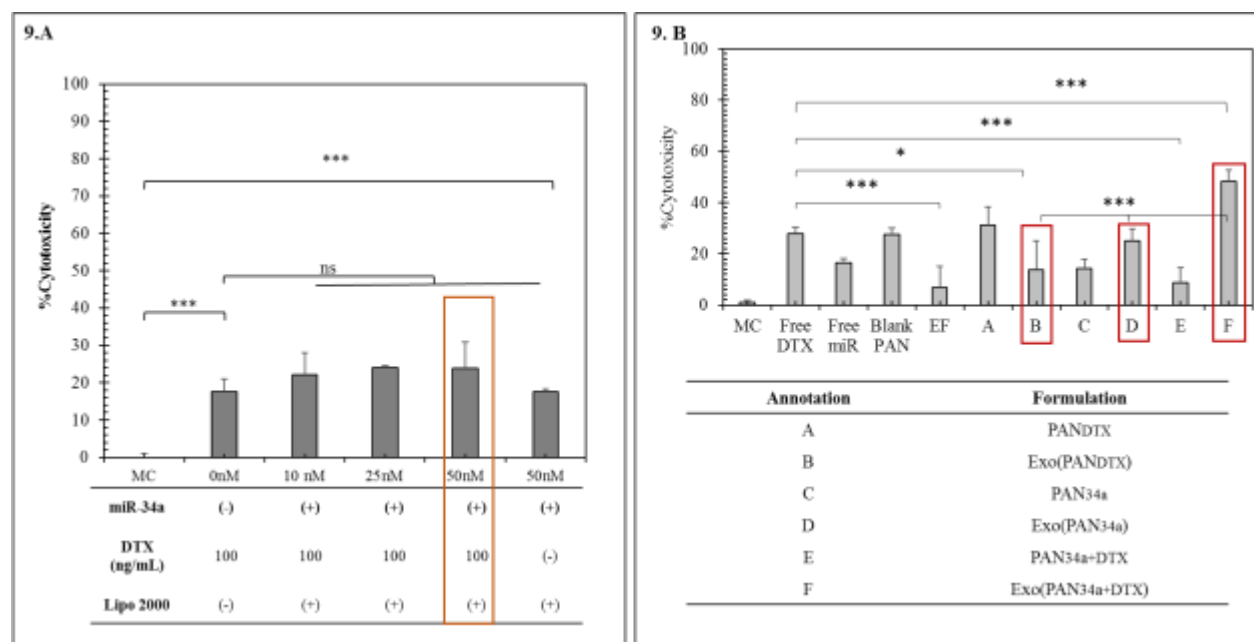 9.A
100
90
80
70
60
50
40
30
20
10
0
%Cytotoxicity
***
ns
***
MC 0nM 10 nM 25nM 50nM 50nM
miR-34a (-) (+) (+) (+) (+)
DTX (ng/mL) 100 100 100 100 (-)
Lipo 2000 (-) (+) (+) (+) (+)
9. B
100
80
60
40
20
0
%Cytotoxicity
***
***
*
***
***
MC Free DTX Free miR Blank PAN EF A B C D E F
Annotation Formulation
A PANDTX
B Exo(PANDTX)
C PAN34a
D Exo(PAN34a)
E PAN34a+DTX
F Exo(PAN34a+DTX)